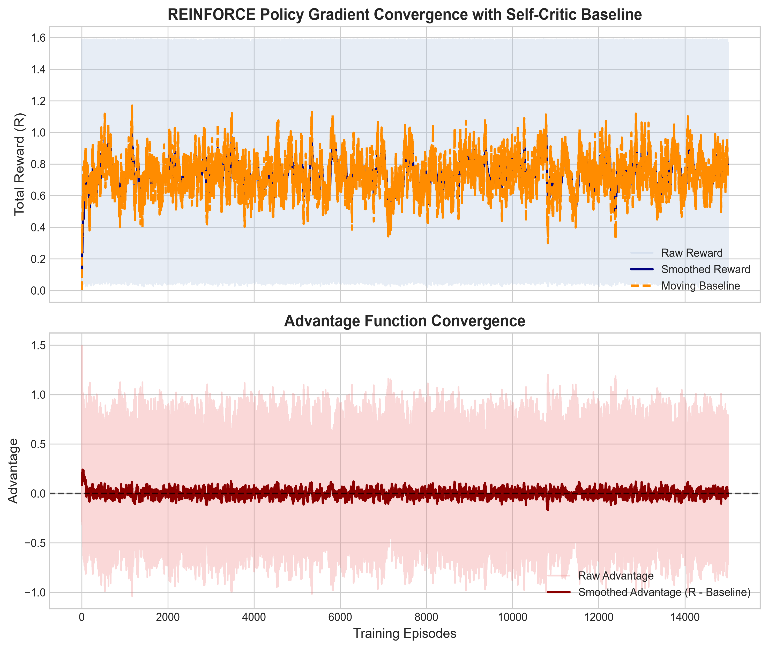 REINFORCE Policy Gradient Convergence with Self-Critic Baseline
1.6
1.4
1.2
1.0
0.8
0.6
0.4
0.2
0.0
Total Reward (R)
Raw Reward
Smoothed Reward
Moving Baseline
Advantage Function Convergence
1.5
1.0
0.5
0.0
−0.5
−1.0
Advantage
Raw Advantage
Smoothed Advantage (R - Baseline)
0 2000 4000 6000 8000 10000 12000 14000
Training Episodes